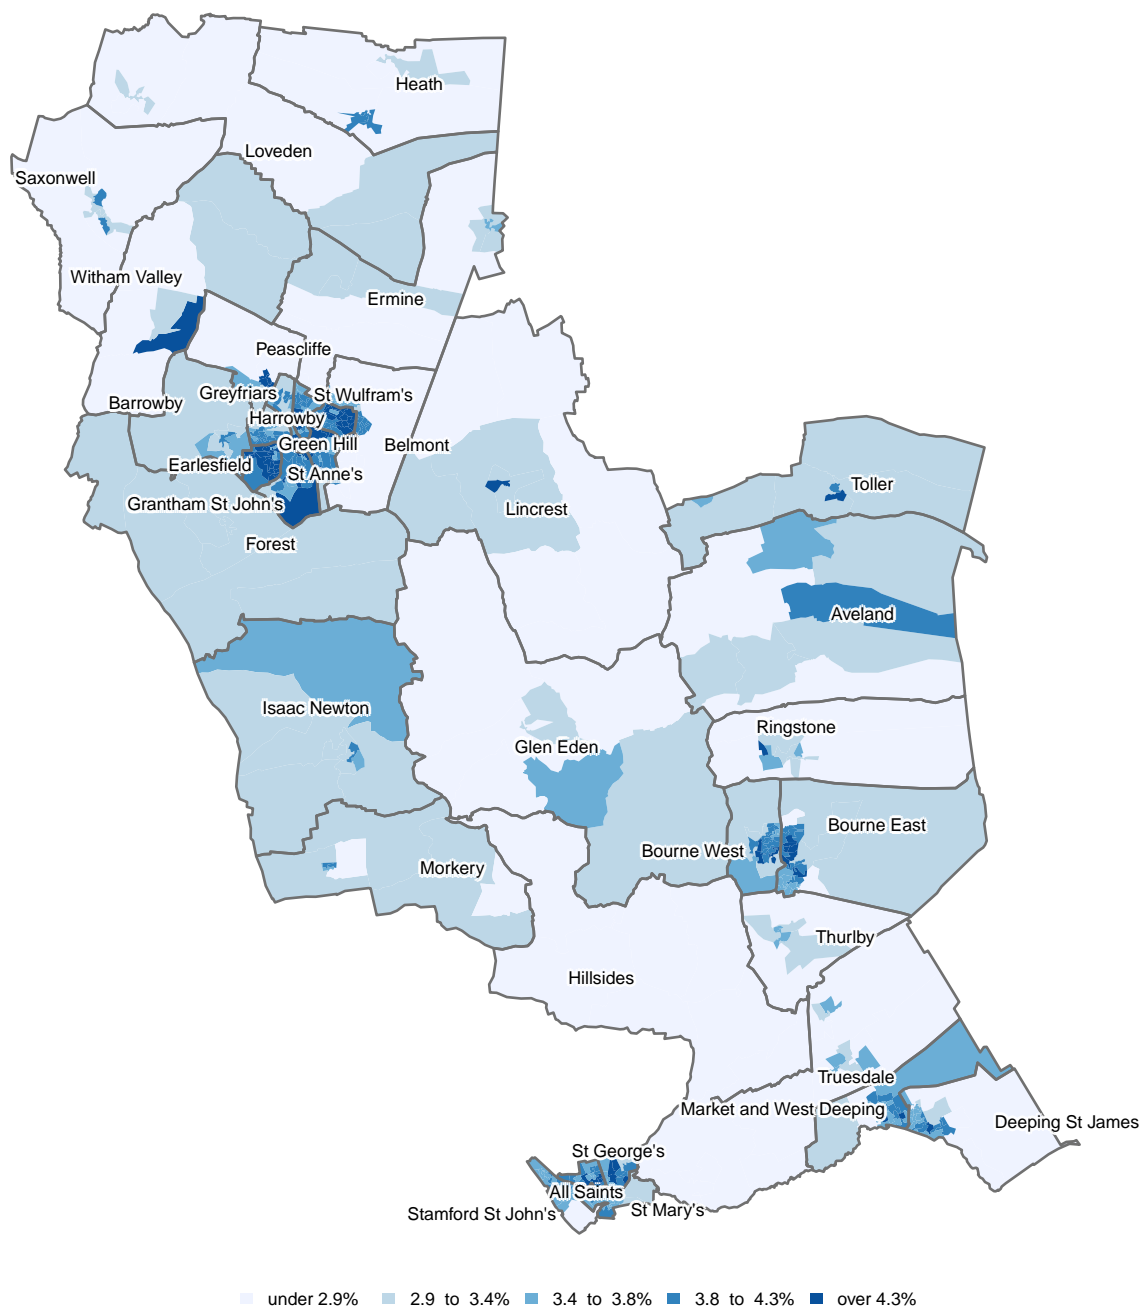 Heath
Loveden
Saxonwell
Witham Valley
Ermine
Peascliffe
Greyfriars
St Wulfram's
Barrowby
Harrowby
Green Hill
Belmont
Earlesfield
St Anne's
Toller
Grantham St John's
Lincrest
Forest
Aveland
Isaac Newton
Ringstone
Glen Eden
Bourne East
Bourne West
Morkery
Thurlby
Hillsides
Truesdale
Market and West Deeping
Deeping St James
St George's
All Saints
St Mary's
Stamford St John's
under 2.9% 2.9 to 3.4% 3.4 to 3.8% 3.8 to 4.3% over 4.3%